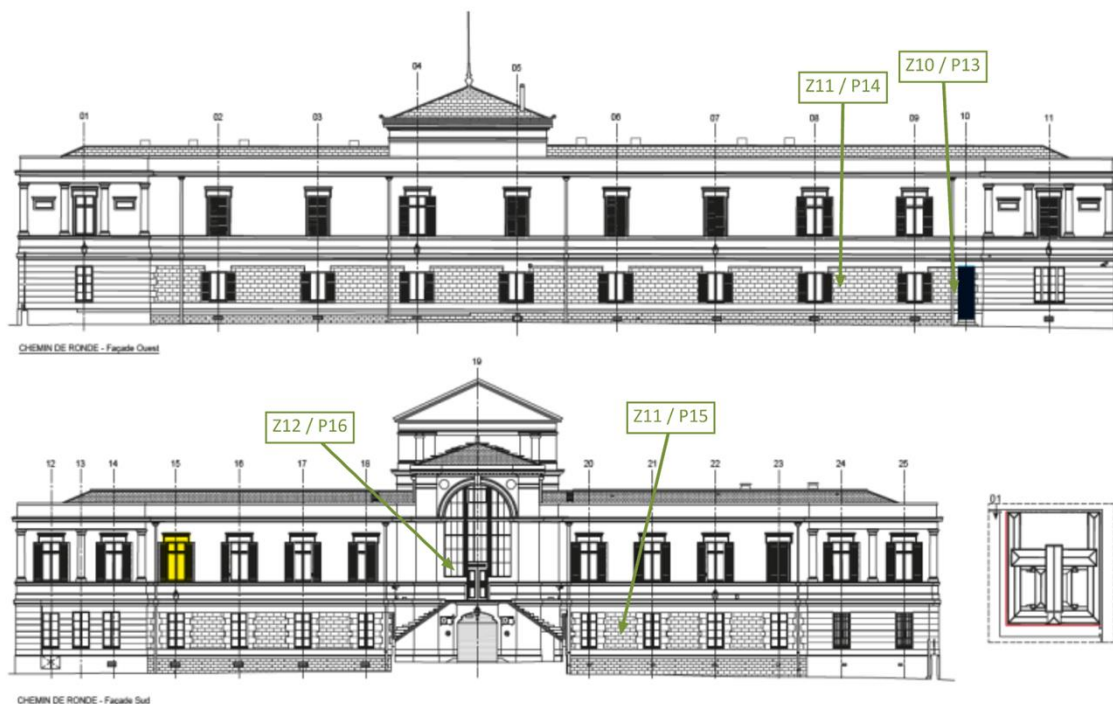 Z10 / P13
Z11 / P14
04 05
01 02 03 06 07 08 09 10 11
CHEMIN DE RONDE - Façade Ouest
19
Z12 / P16
Z11 / P15
12 13 14 15 16 17 18 20 21 22 23 24 25
01
CHEMIN DE RONDE - Façade Sud